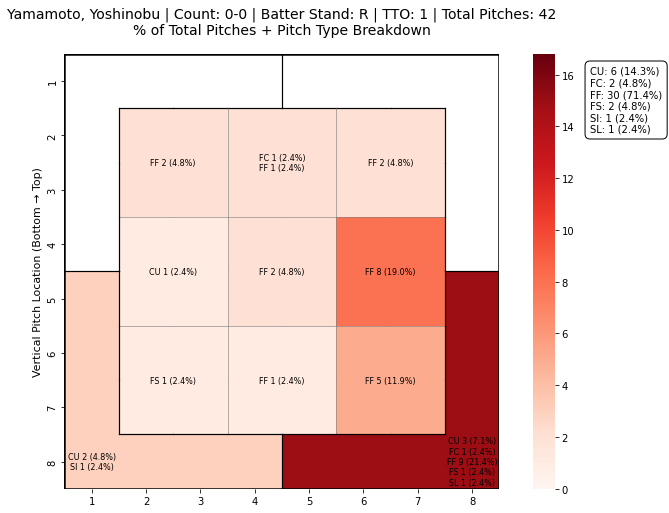 Yamamoto, Yoshinobu | Count: 0-0 | Batter Stand: R | TTO: 1 | Total Pitches: 42
% of Total Pitches + Pitch Type Breakdown
Vertical Pitch Location (Bottom → Top)
1
2
3
4
5
6
7
8
FF 2 (4.8%)
FC 1 (2.4%)
FF 1 (2.4%)
FF 2 (4.8%)
CU 1 (2.4%)
FF 2 (4.8%)
FF 8 (19.0%)
FS 1 (2.4%)
FF 1 (2.4%)
FF 5 (11.9%)
CU 2 (4.8%)
SI 1 (2.4%)
CU 3 (7.1%)
FC 1 (2.4%)
FF 9 (21.4%)
FS 1 (2.4%)
SL 1 (2.4%)
1
2
3
4
5
6
7
8
16
14
12
10
8
6
4
2
0
CU: 6 (14.3%)
FC: 2 (4.8%)
FF: 30 (71.4%)
FS: 2 (4.8%)
SI: 1 (2.4%)
SL: 1 (2.4%)